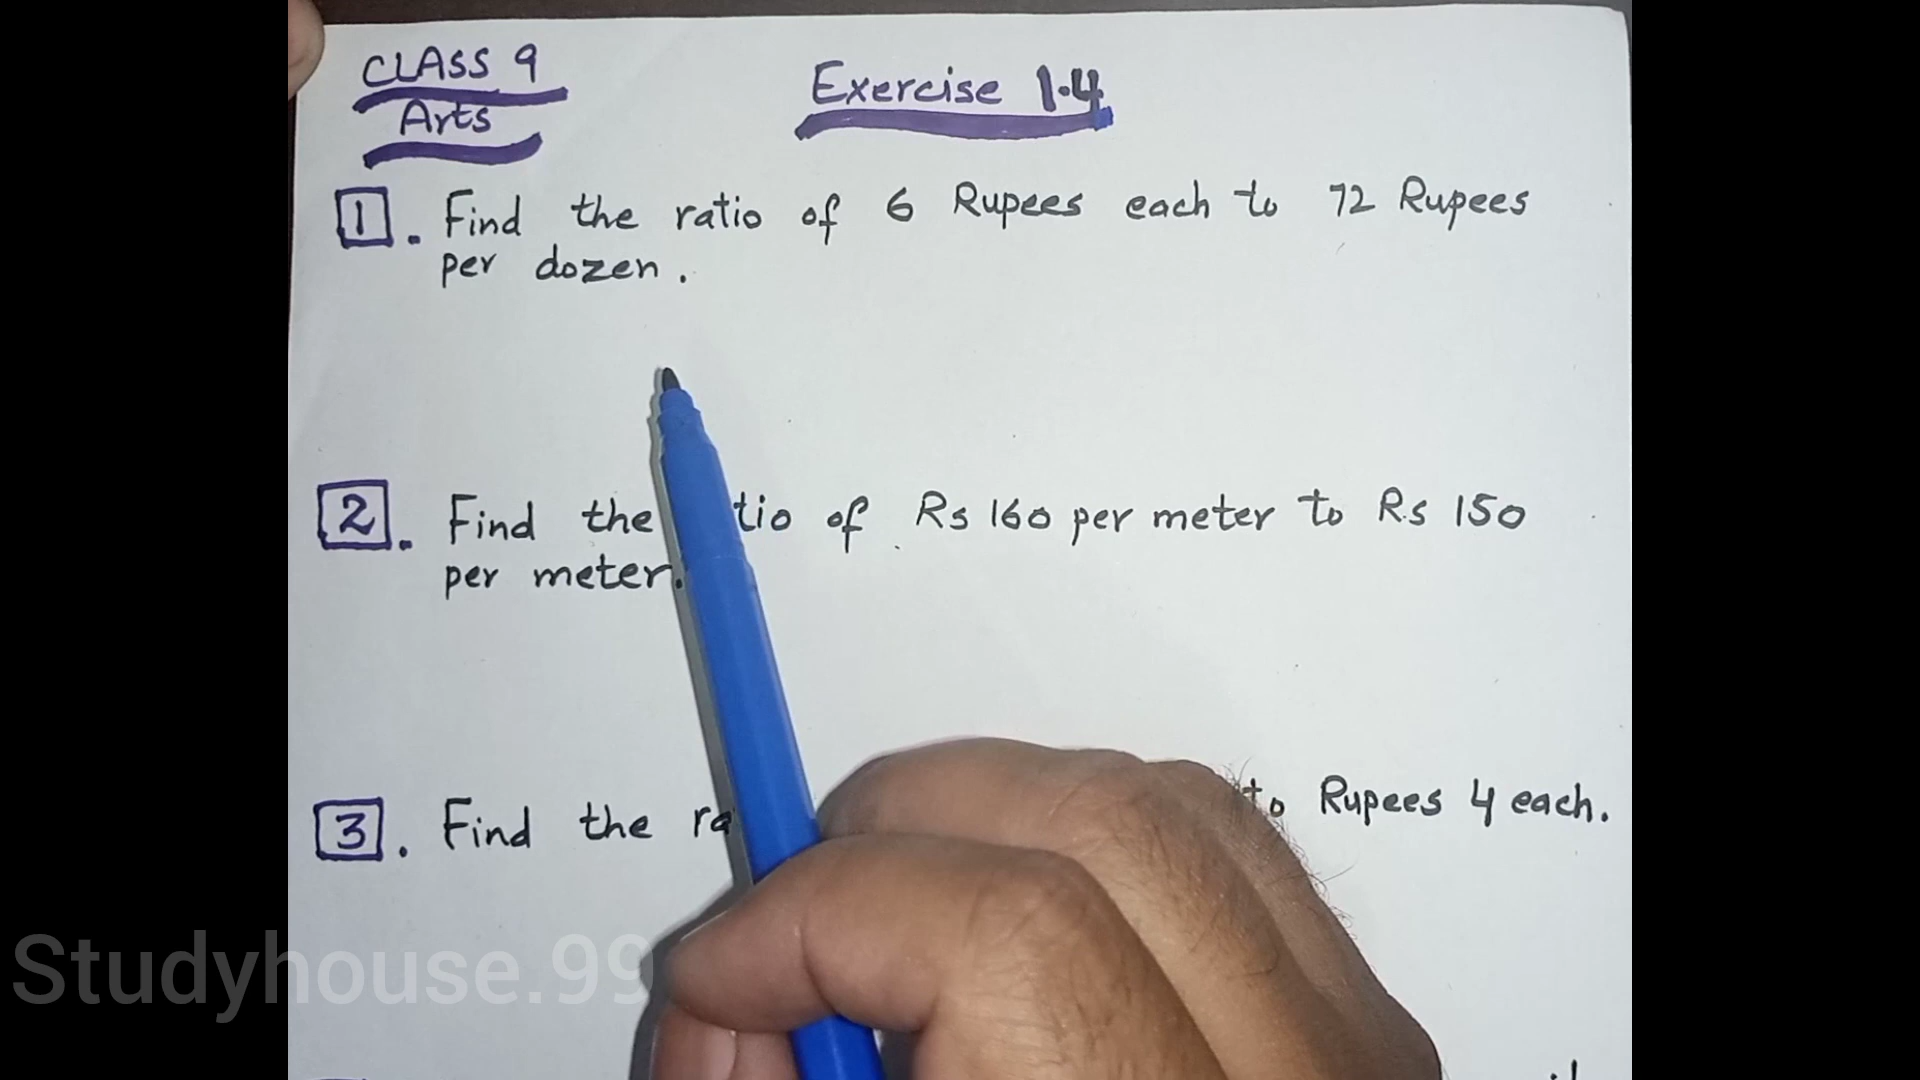 CLASS 9
Arts
Exercise 1.4
1. Find the ratio of 6 Rupees each to 72 Rupees
per dozen.
2. Find the tio of Rs 160 per meter to Rs 150
per meter.
3. Find the ra to Rupees 4 each.
Studyhouse.99